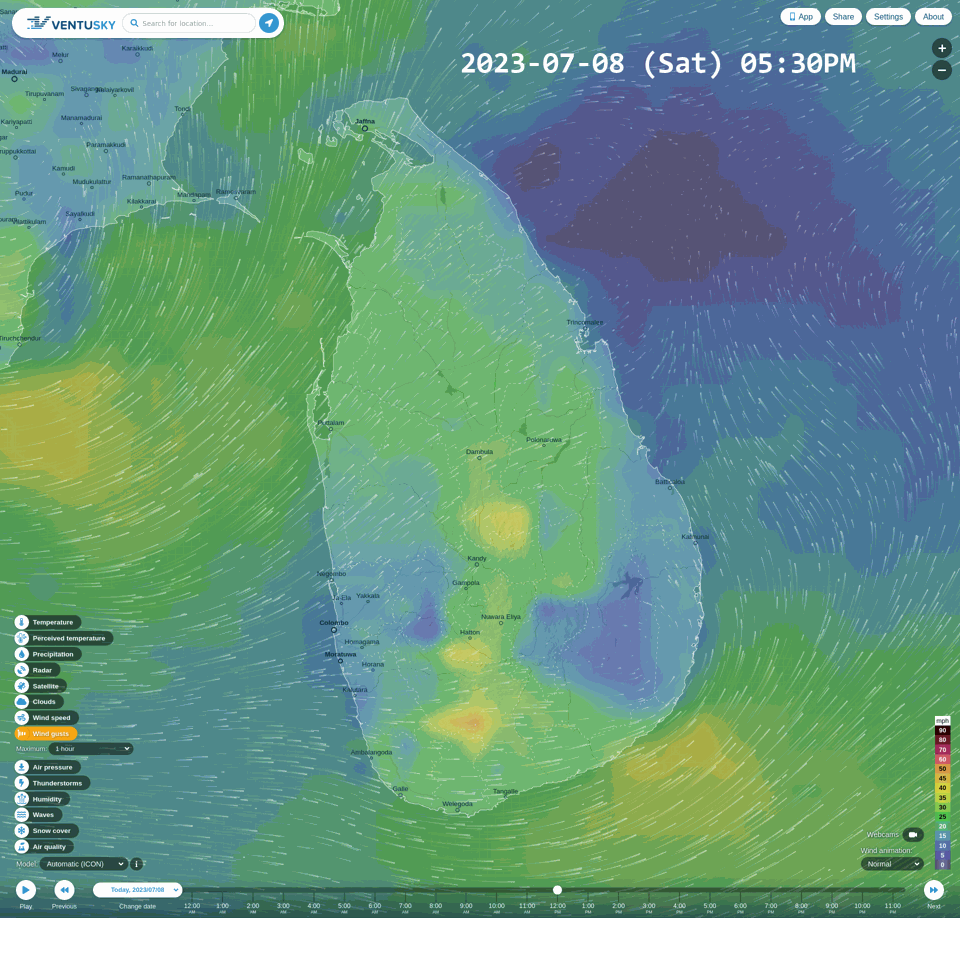 VENTUSKY
Search for location...
App
Share
Settings
About
+
−
2023-07-08 (Sat) 05:30PM
Melur
Karaikkudi
Madurai
Tirupuvanam
Tondi
Kariyapatti
Manamadurai
Jaffna
Paramakkudi
Kamudi
Mudukulattur
Ramanathapuram
Pudur
Kilakkarai
Mandapam
Rameswaram
Sayalkudi
Tiruchchendur
Trincomalee
Puttalam
Polonnaruwa
Dambulla
Batticaloa
Kalmunai
Kandy
Negombo
Gampola
Ja-Ela
Yakkala
Colombo
Nuwara Eliya
Hatton
Homagama
Moratuwa
Horana
Kalutara
Ambalangoda
Galle
Weligoda
Tangalle
Temperature
Perceived temperature
Precipitation
Radar
Satellite
Clouds
Wind speed
Wind gusts
Maximum:
1 hour
Air pressure
Thunderstorms
Humidity
Waves
Snow cover
Air quality
Model:
Automatic (ICON)
i
mph
90
80
70
60
50
45
40
35
30
25
20
15
10
5
0
Webcams
Wind animation:
Normal
Play
Previous
Today, 2023/07/08
Change date
12:00 AM
1:00 AM
2:00 AM
3:00 AM
4:00 AM
5:00 AM
6:00 AM
7:00 AM
8:00 AM
9:00 AM
10:00 AM
11:00 AM
12:00 PM
1:00 PM
2:00 PM
3:00 PM
4:00 PM
5:00 PM
6:00 PM
7:00 PM
8:00 PM
9:00 PM
10:00 PM
11:00 PM
Next